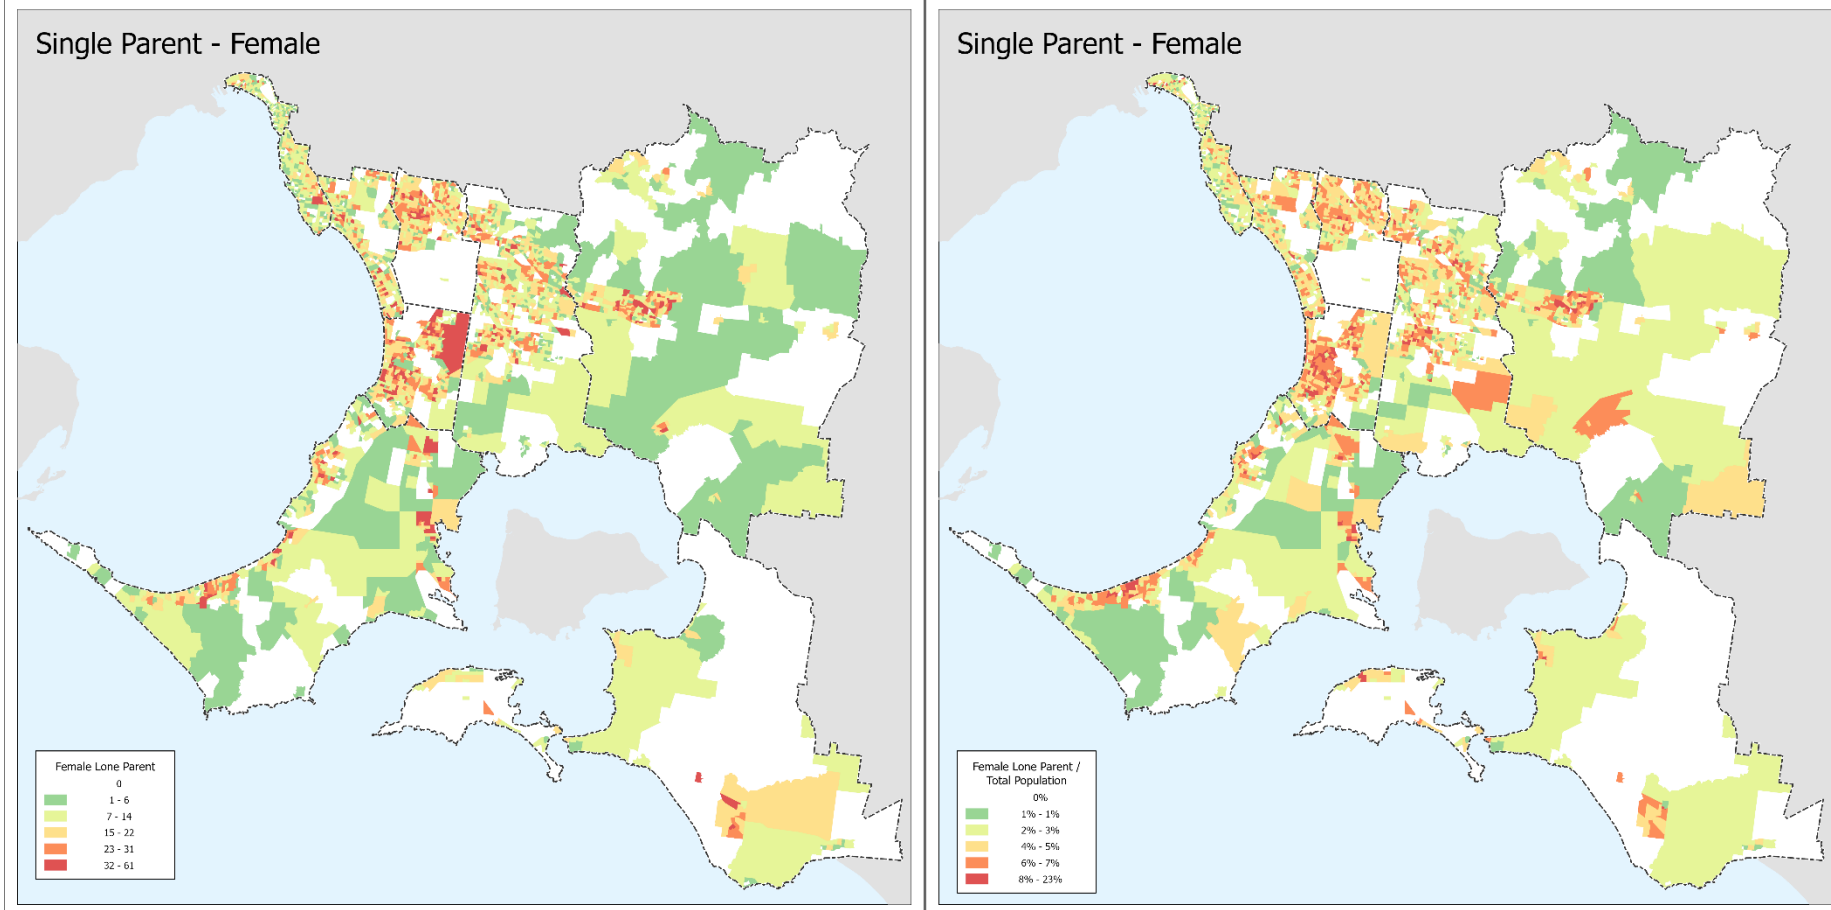 Single Parent - Female
Female Lone Parent
0
1 - 6
7 - 14
15 - 22
23 - 31
32 - 61
Single Parent - Female
Female Lone Parent /
Total Population
0%
1% - 1%
2% - 3%
4% - 5%
6% - 7%
8% - 23%